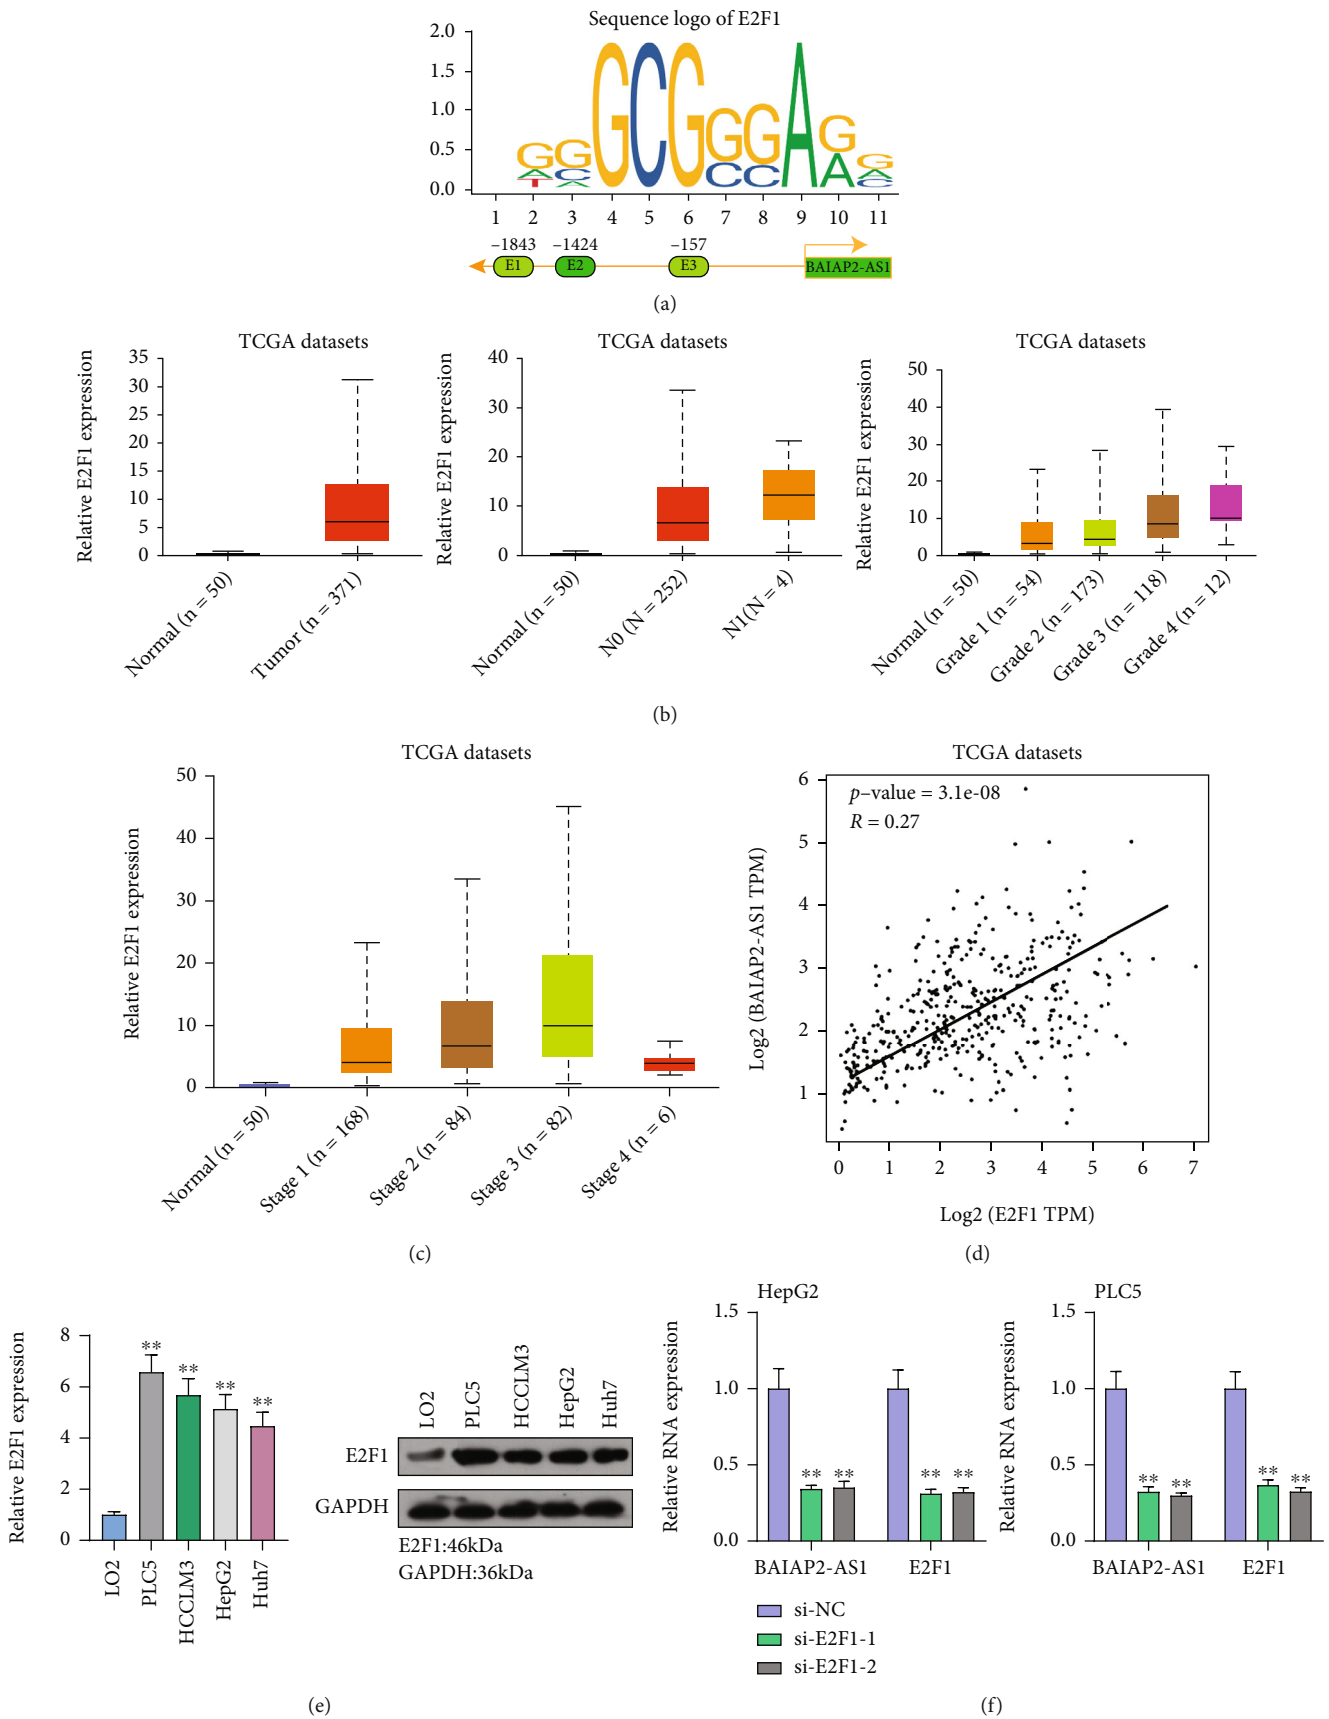 Sequence logo of E2F1
2.0
1.5
1.0
0.5
0.0
GAT GCA G C G GC GC A GA GAC
1 2 3 4 5 6 7 8 9 10 11
–1843 –1424 –157
E1 E2 E3 BAIAP2-AS1
(a)
TCGA datasets
Relative E2F1 expression
35
30
25
20
15
10
5
0
Normal (n = 50)
Tumor (n = 371)
TCGA datasets
Relative E2F1 expression
40
30
20
10
0
Normal (n = 50)
N0 (N = 252)
N1(N = 4)
TCGA datasets
Relative E2F1 expression
50
40
30
20
10
0
Normal (n = 50)
Grade 1 (n = 54)
Grade 2 (n = 173)
Grade 3 (n = 118)
Grade 4 (n = 12)
(b)
TCGA datasets
Relative E2F1 expression
50
40
30
20
10
0
Normal (n = 50)
Stage 1 (n = 168)
Stage 2 (n = 84)
Stage 3 (n = 82)
Stage 4 (n = 6)
(c)
TCGA datasets
p–value = 3.1e-08
R = 0.27
Log2 (BAIAP2-AS1 TPM)
6
5
4
3
2
1
0 1 2 3 4 5 6 7
Log2 (E2F1 TPM)
(d)
Relative E2F1 expression
8
6
4
2
0
** ** ** **
LO2
PLC5
HCCLM3
HepG2
Huh7
LO2
PLC5
HCCLM3
HepG2
Huh7
E2F1
GAPDH
E2F1:46kDa
GAPDH:36kDa
(e)
HepG2
Relative RNA expression
1.5
1.0
0.5
0.0
** ** ** **
BAIAP2-AS1 E2F1
PLC5
Relative RNA expression
1.5
1.0
0.5
0.0
** ** ** **
BAIAP2-AS1 E2F1
si-NC
si-E2F1-1
si-E2F1-2
(f)